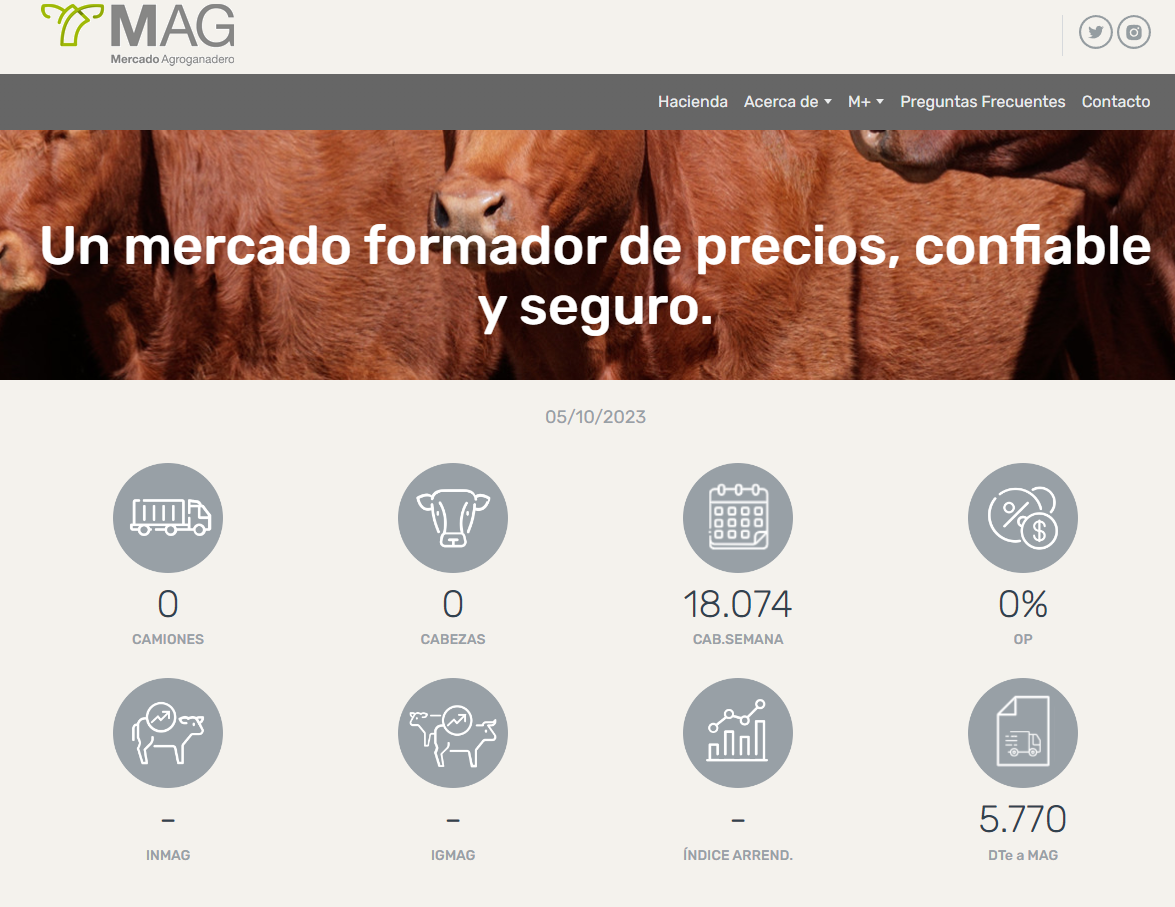 MAG
Mercado Agroganadero
Hacienda Acerca de M+ Preguntas Frecuentes Contacto
Un mercado formador de precios, confiable
y seguro.
05/10/2023
% $
0 0 18.074 0%
CAMIONES CABEZAS CAB.SEMANA OP
- - - 5.770
INMAG IGMAG ÍNDICE ARREND. DTe a MAG